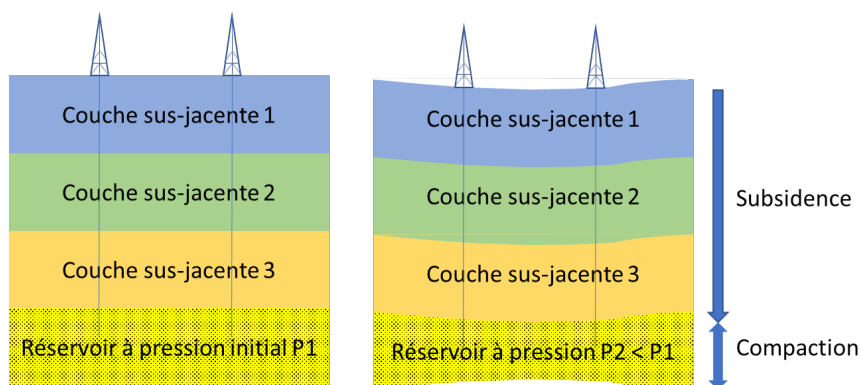 Couche sus-jacente 1
Couche sus-jacente 2
Couche sus-jacente 3
Réservoir à pression initial P1
Couche sus-jacente 1
Couche sus-jacente 2
Couche sus-jacente 3
Réservoir à pression P2 < P1
Subsidence
Compaction